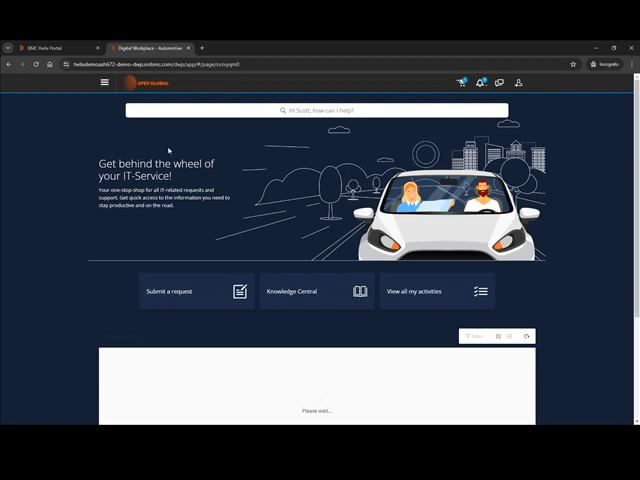 BMC Helix Portal
Digital Workplace - Automotive
helixdemoash672-demo-dwp.onbmc.com/dwp/app/#/page/
Incognito
APEX GLOBAL
Hi Scott, how can I help?
Get behind the wheel of
your IT-Service!
Your one-stop-shop for all IT-related requests and
support. Get quick access to the information you need to
stay productive and on the road.
Submit a request
Knowledge Central
View all my activities
Filter
Please wait...